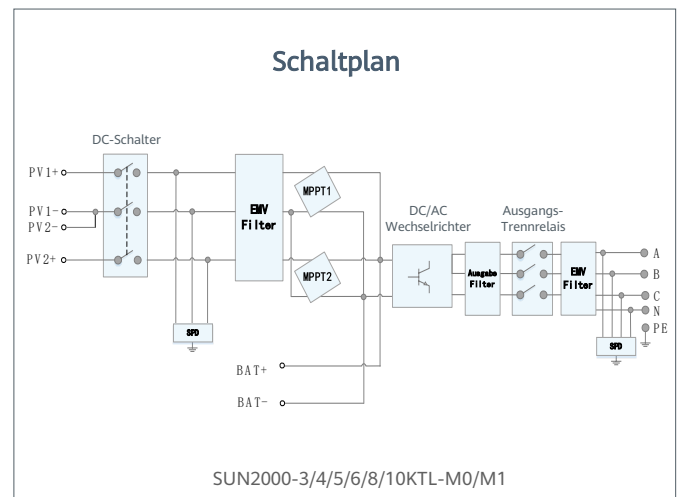 Schaltplan
DC-Schalter
PV1+
PV1-
PV2-
PV2+
EMV
Filter
MPPT1
MPPT2
SPD
BAT+
BAT-
DC/AC
Wechselrichter
Ausgabe
Filter
Ausgangs-
Trennrelais
EMV
Filter
A
B
C
N
PE
SPD
SUN2000-3/4/5/6/8/10KTL-M0/M1